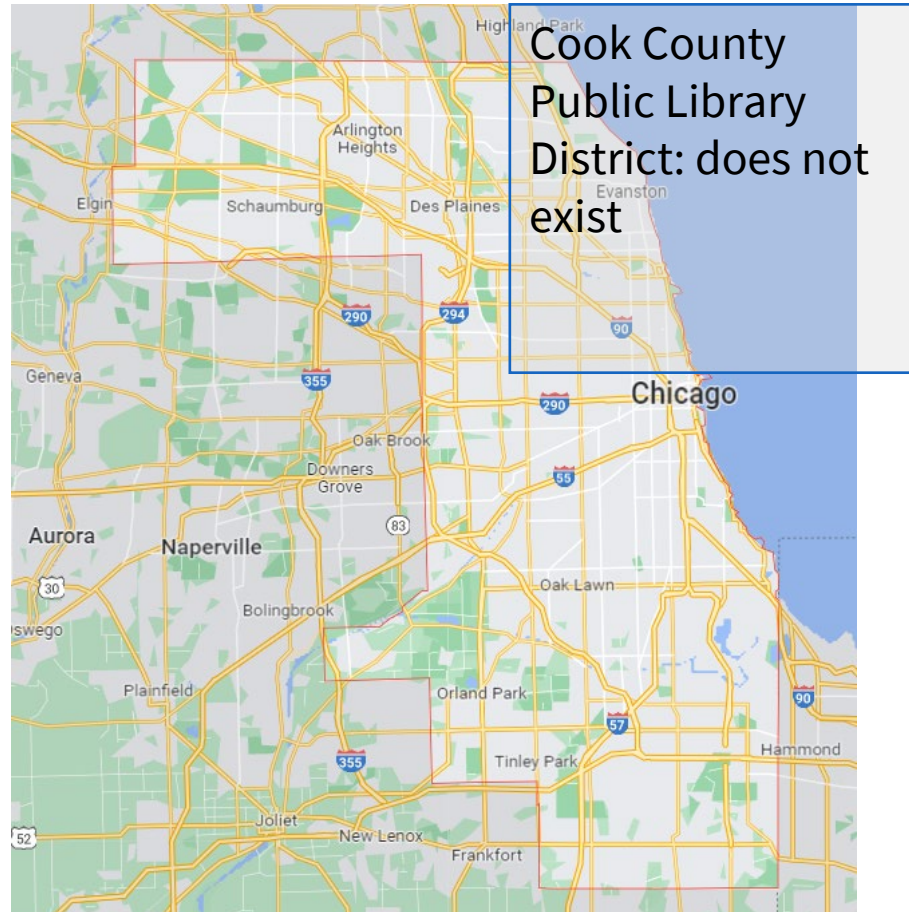 Highland Park
Cook County
Public Library
District: does not
exist
Arlington
Heights
Evanston
Elgin
Schaumburg
Des Plaines
290
294
90
Geneva
355
Chicago
290
Oak Brook
Downers
Grove
55
83
Aurora
Naperville
30
Oak Lawn
Bolingbrook
swego
Plainfield
Orland Park
90
57
Hammond
355
Tinley Park
Joliet
52
New Lenox
Frankfort